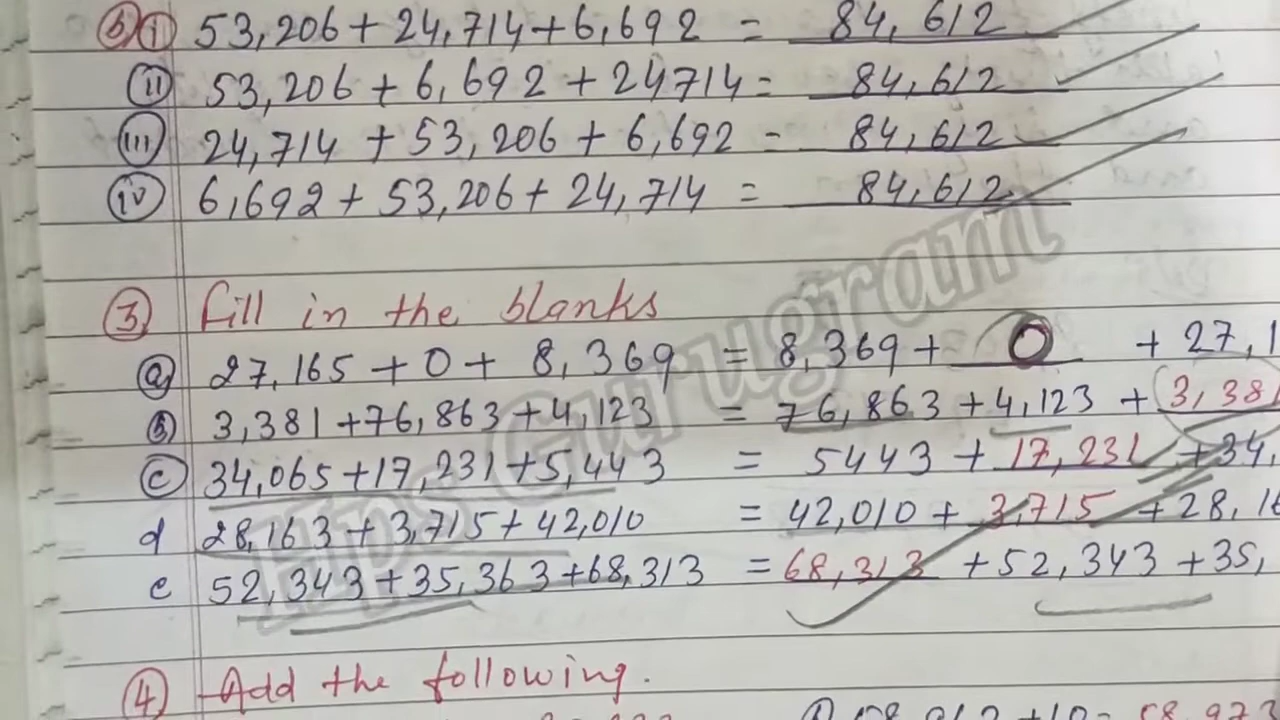 b) i) 53,206 + 24,714 + 6,692 = 84,612
ii) 53,206 + 6,692 + 24714 = 84,612
iii) 24,714 + 53,206 + 6,692 = 84,612
iv) 6,692 + 53,206 + 24,714 = 84,612
3) fill in the blanks
a) 27,165 + 0 + 8,369 = 8,369 + 0 + 27,1
b) 3,381 + 76,863 + 4,123 = 76,863 + 4,123 + 3,381
c) 34,065 + 17,231 + 5,443 = 5443 + 17,231 + 34,
d 28,163 + 3,715 + 42,010 = 42,010 + 3,715 + 28,16
e 52,343 + 35,363 + 68,313 = 68,313 + 52,343 + 35,
4) Add the following.
Hps Gurugram